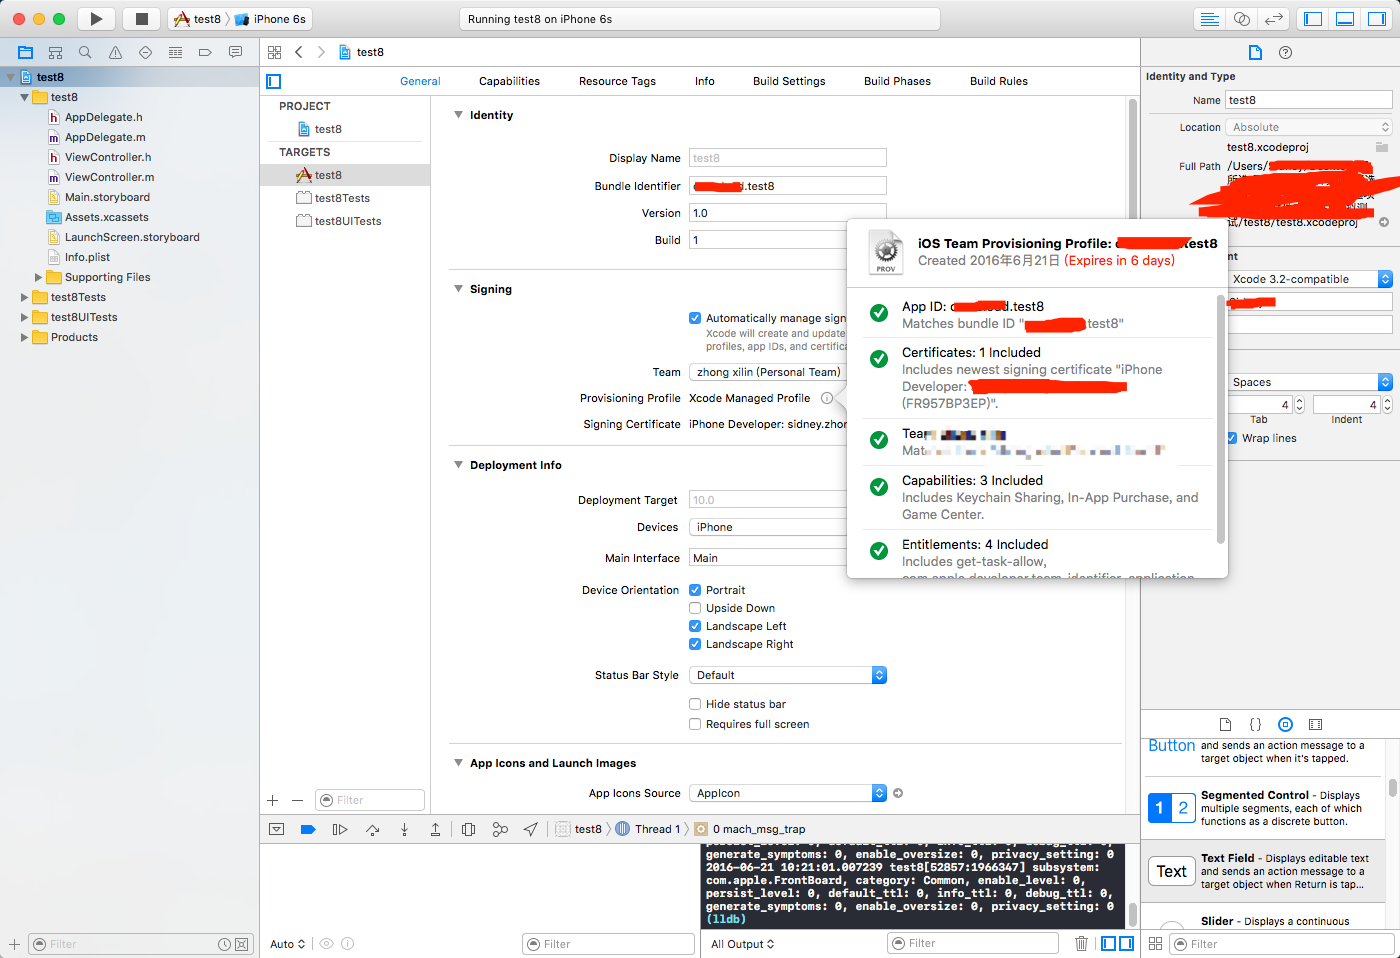 test8
iPhone 6s
Running test8 on iPhone 6s
test8
General
Capabilities
Resource Tags
Info
Build Settings
Build Phases
Build Rules
test8
test8
AppDelegate.h
AppDelegate.m
ViewController.h
ViewController.m
Main.storyboard
Assets.xcassets
LaunchScreen.storyboard
Info.plist
Supporting Files
test8Tests
test8UITests
Products
Filter
PROJECT
test8
TARGETS
test8
test8Tests
test8UITests
Filter
Identity
Display Name test8
Bundle Identifier .test8
Version 1.0
Build 1
Signing
Automatically manage sign
Xcode will create and update
profiles, app IDs, and certifica
Team zhong xilin (Personal Team)
Provisioning Profile Xcode Managed Profile
Signing Certificate iPhone Developer: sidney.zhon
Deployment Info
Deployment Target 10.0
Devices iPhone
Main Interface Main
Device Orientation Portrait
Upside Down
Landscape Left
Landscape Right
Status Bar Style Default
Hide status bar
Requires full screen
App Icons and Launch Images
App Icons Source AppIcon
PROV
iOS Team Provisioning Profile: test8
Created 2016年6月21日 (Expires in 6 days)
App ID: d.test8
Matches bundle ID " .test8"
Certificates: 1 Included
Includes newest signing certificate "iPhone
Developer:
(FR957BP3EP)".
Capabilities: 3 Included
Includes Keychain Sharing, In-App Purchase, and
Game Center.
Entitlements: 4 Included
Includes get-task-allow,
com.apple.developer.team-identifier, application
Identity and Type
Name test8
Location Absolute
test8.xcodeproj
Full Path /Users/
试/test8/test8.xcodeproj
nt
Xcode 3.2-compatible
Spaces
4 4
Tab Indent
Wrap lines
Button and sends an action message to a
target object when it's tapped.
1 2
Segmented Control - Displays
multiple segments, each of which
functions as a discrete button.
Text
Text Field - Displays editable text
and sends an action message to a
target object when Return is tap...
Slider - Displays a continuous
Filter
test8
Thread 1
0 mach_msg_trap
generate_symptoms: 0, enable_oversize: 0, privacy_setting: 0
2016-06-21 10:21:01.007239 test8[52857:1966347] subsystem:
com.apple.FrontBoard, category: Common, enable_level: 0,
persist_level: 0, default_ttl: 0, info_ttl: 0, debug_ttl: 0,
generate_symptoms: 0, enable_oversize: 0, privacy_setting: 0
(lldb)
Auto
Filter
All Output
Filter